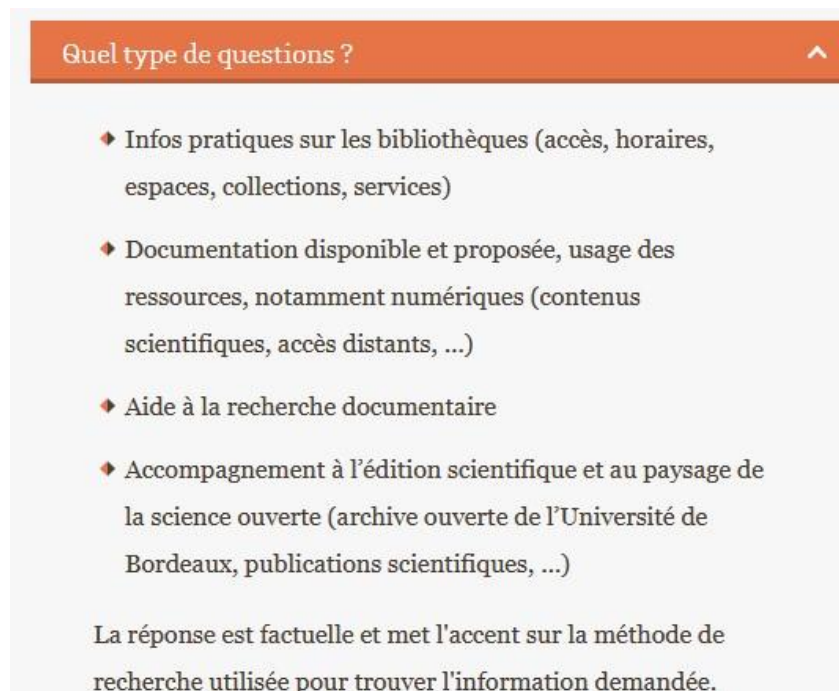 Quel type de questions ?
Infos pratiques sur les bibliothèques (accès, horaires,
espaces, collections, services)
Documentation disponible et proposée, usage des
ressources, notamment numériques (contenus
scientifiques, accès distants, ...)
Aide à la recherche documentaire
Accompagnement à l’édition scientifique et au paysage de
la science ouverte (archive ouverte de l’Université de
Bordeaux, publications scientifiques, ...)
La réponse est factuelle et met l'accent sur la méthode de
recherche utilisée pour trouver l'information demandée.